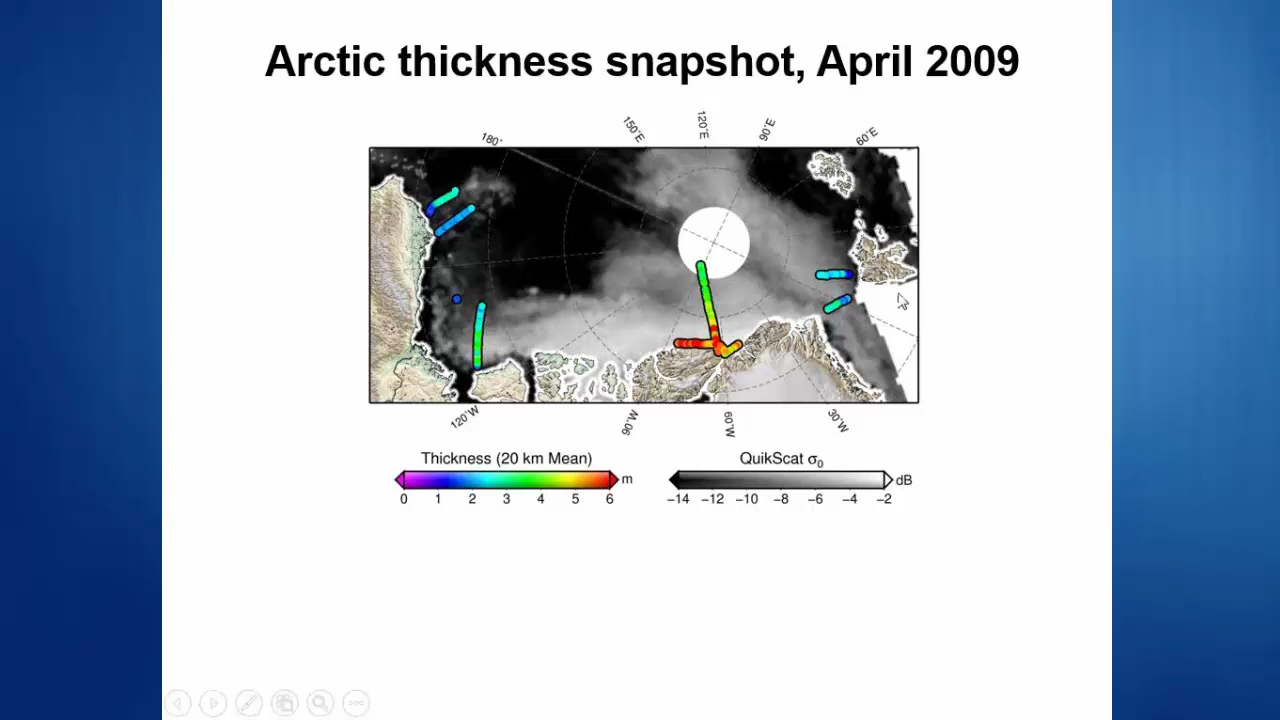 Arctic thickness snapshot, April 2009
180°
150°E
120°E
90°E
60°E
120°W
90°W
60°W
30°W
Thickness (20 km Mean)
m
0 1 2 3 4 5 6
QuikScat σ0
dB
−14 −12 −10 −8 −6 −4 −2